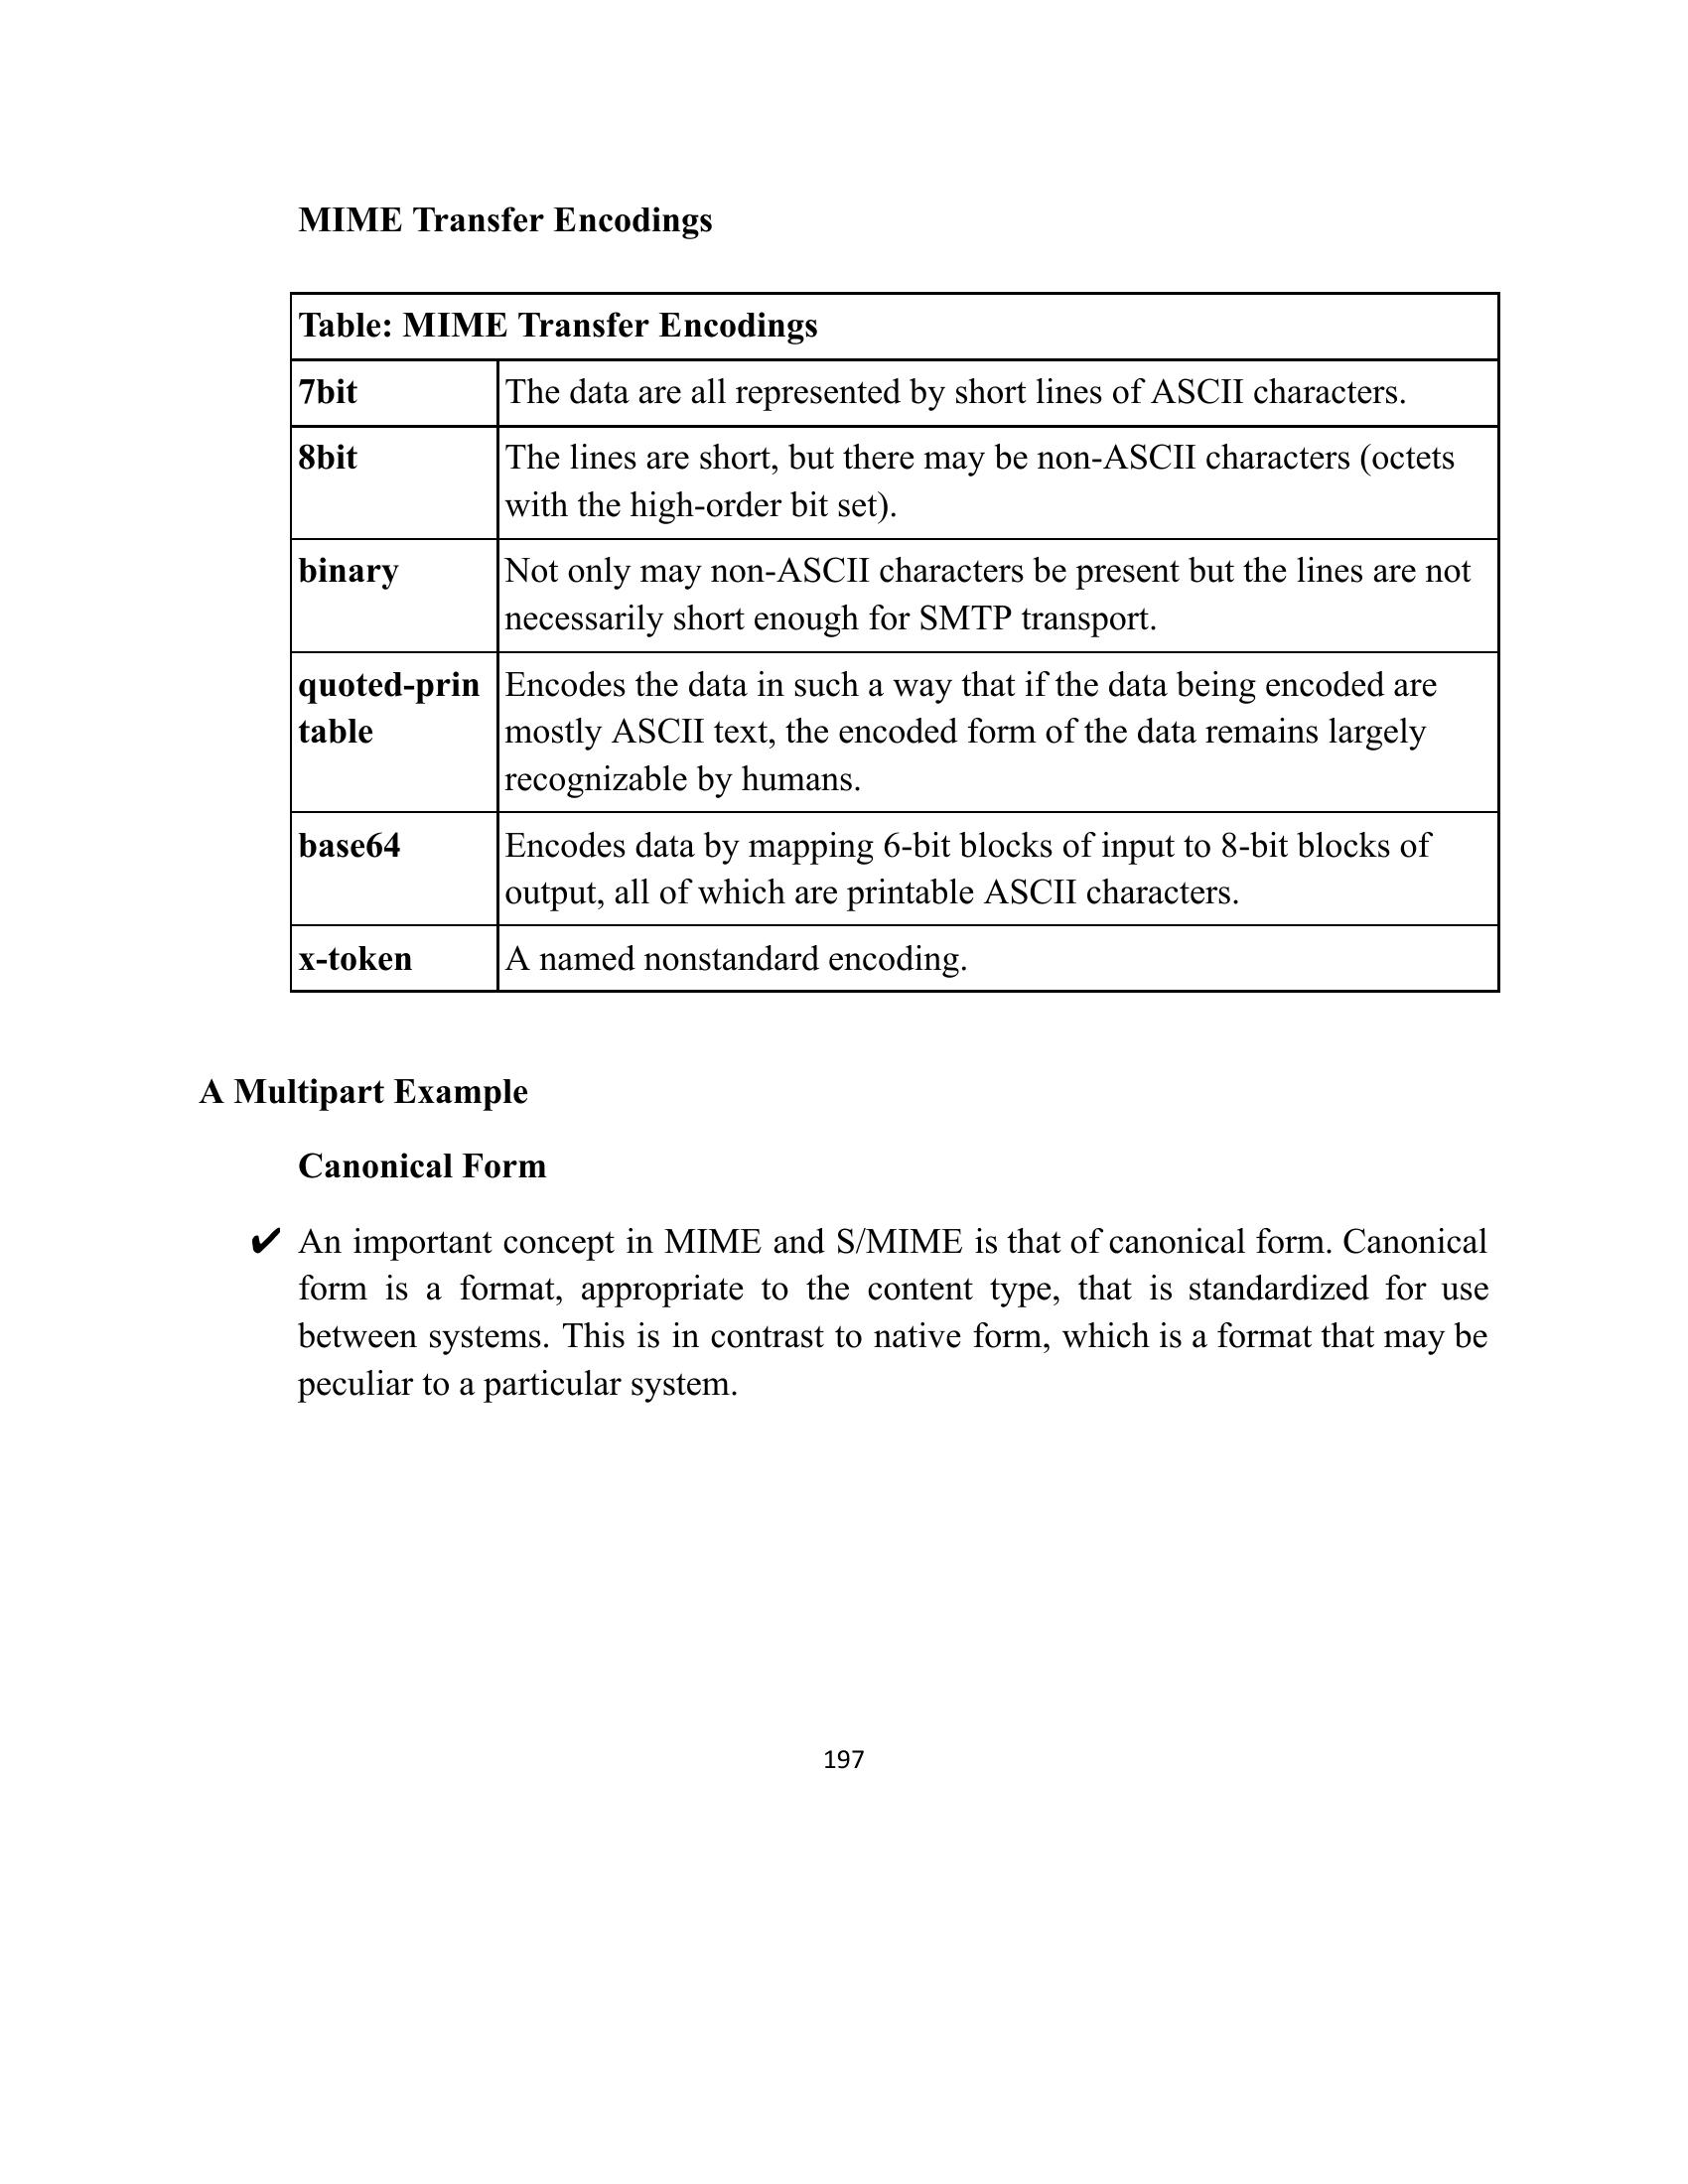 MIME Transfer Encodings
Table: MIME Transfer Encodings
7bit The data are all represented by short lines of ASCII characters.
8bit The lines are short, but there may be non-ASCII characters (octets
with the high-order bit set).
binary Not only may non-ASCII characters be present but the lines are not
necessarily short enough for SMTP transport.
quoted-prin Encodes the data in such a way that if the data being encoded are
table mostly ASCII text, the encoded form of the data remains largely
recognizable by humans.
base64 Encodes data by mapping 6-bit blocks of input to 8-bit blocks of
output, all of which are printable ASCII characters.
x-token A named nonstandard encoding.
A Multipart Example
Canonical Form
✔ An important concept in MIME and S/MIME is that of canonical form. Canonical
form is a format, appropriate to the content type, that is standardized for use
between systems. This is in contrast to native form, which is a format that may be
peculiar to a particular system.
197